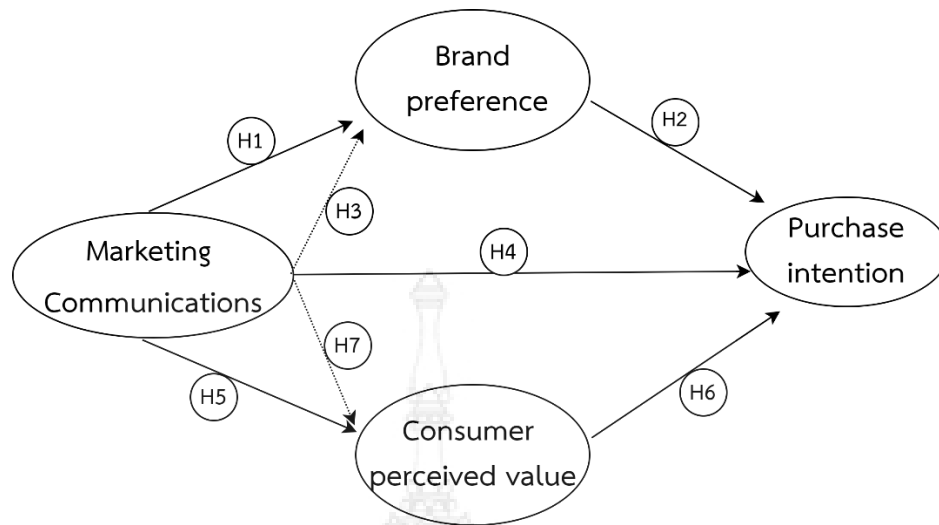 Brand
preference
H1
H2
H3
Marketing
Communications
H4
Purchase
intention
H7
H5
H6
Consumer
perceived value